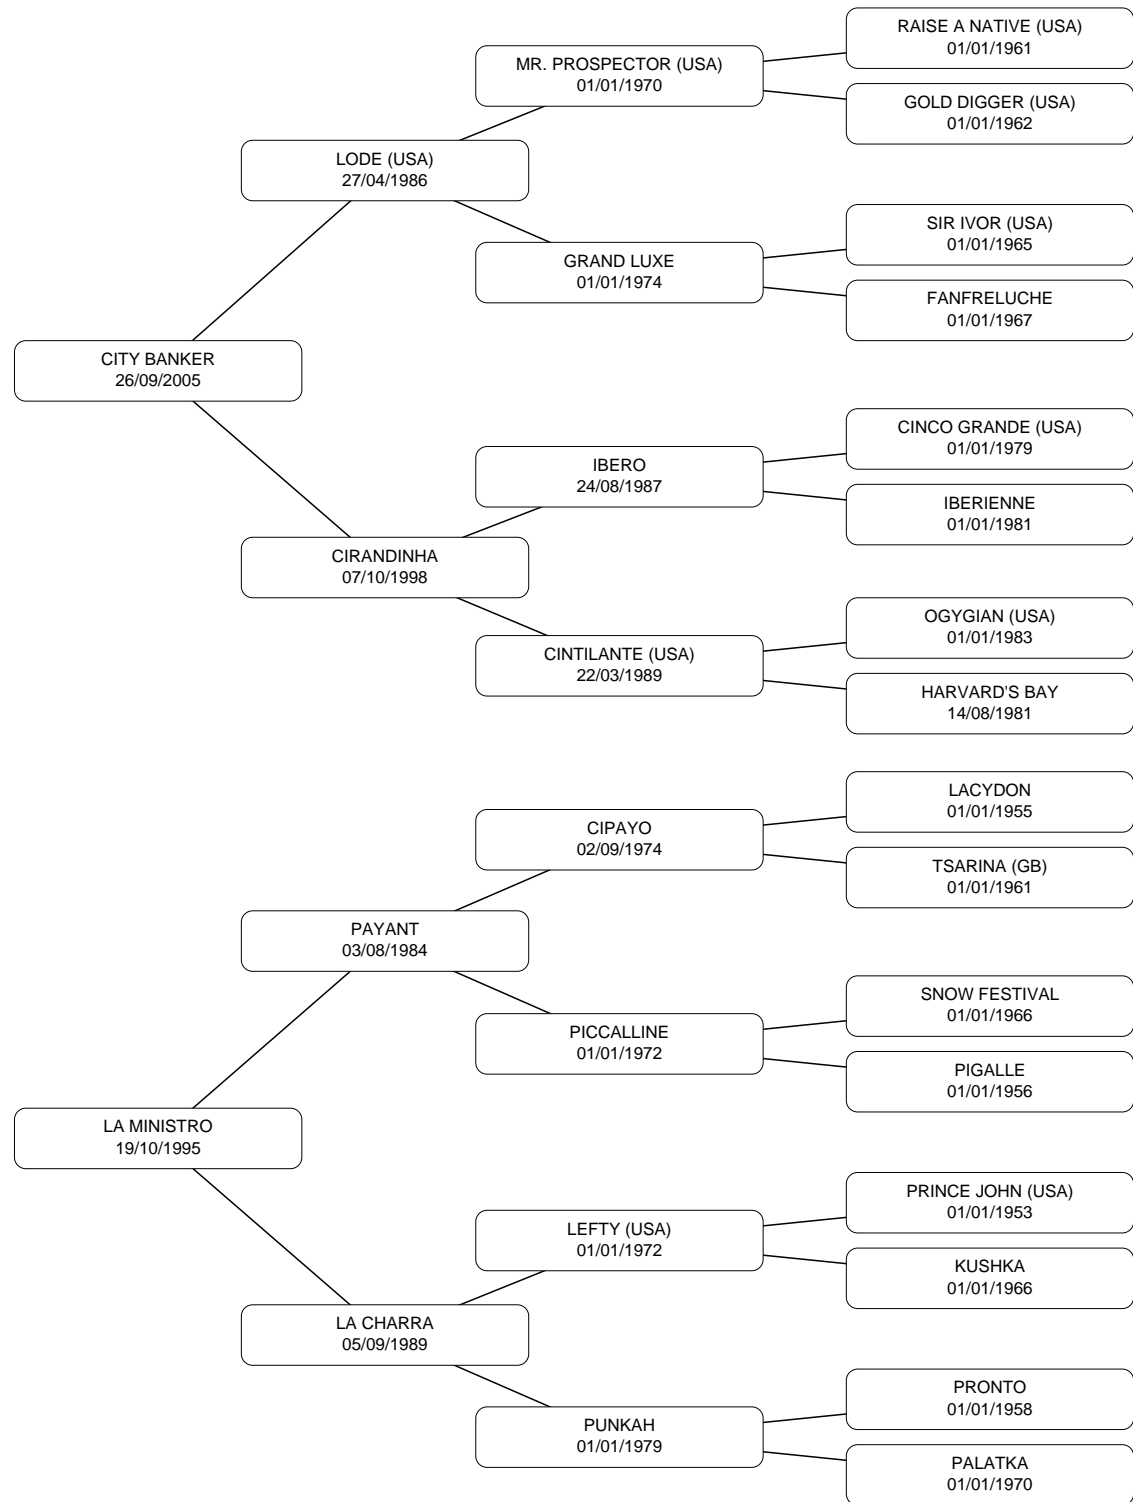 RAISE A NATIVE (USA)
01/01/1961
MR. PROSPECTOR (USA)
01/01/1970
GOLD DIGGER (USA)
01/01/1962
LODE (USA)
27/04/1986
SIR IVOR (USA)
01/01/1965
GRAND LUXE
01/01/1974
FANFRELUCHE
01/01/1967
CITY BANKER
26/09/2005
CINCO GRANDE (USA)
01/01/1979
IBERO
24/08/1987
IBERIENNE
01/01/1981
CIRANDINHA
07/10/1998
OGYGIAN (USA)
01/01/1983
CINTILANTE (USA)
22/03/1989
HARVARD'S BAY
14/08/1981
LACYDON
01/01/1955
CIPAYO
02/09/1974
TSARINA (GB)
01/01/1961
PAYANT
03/08/1984
SNOW FESTIVAL
01/01/1966
PICCALLINE
01/01/1972
PIGALLE
01/01/1956
LA MINISTRO
19/10/1995
PRINCE JOHN (USA)
01/01/1953
LEFTY (USA)
01/01/1972
KUSHKA
01/01/1966
LA CHARRA
05/09/1989
PRONTO
01/01/1958
PUNKAH
01/01/1979
PALATKA
01/01/1970